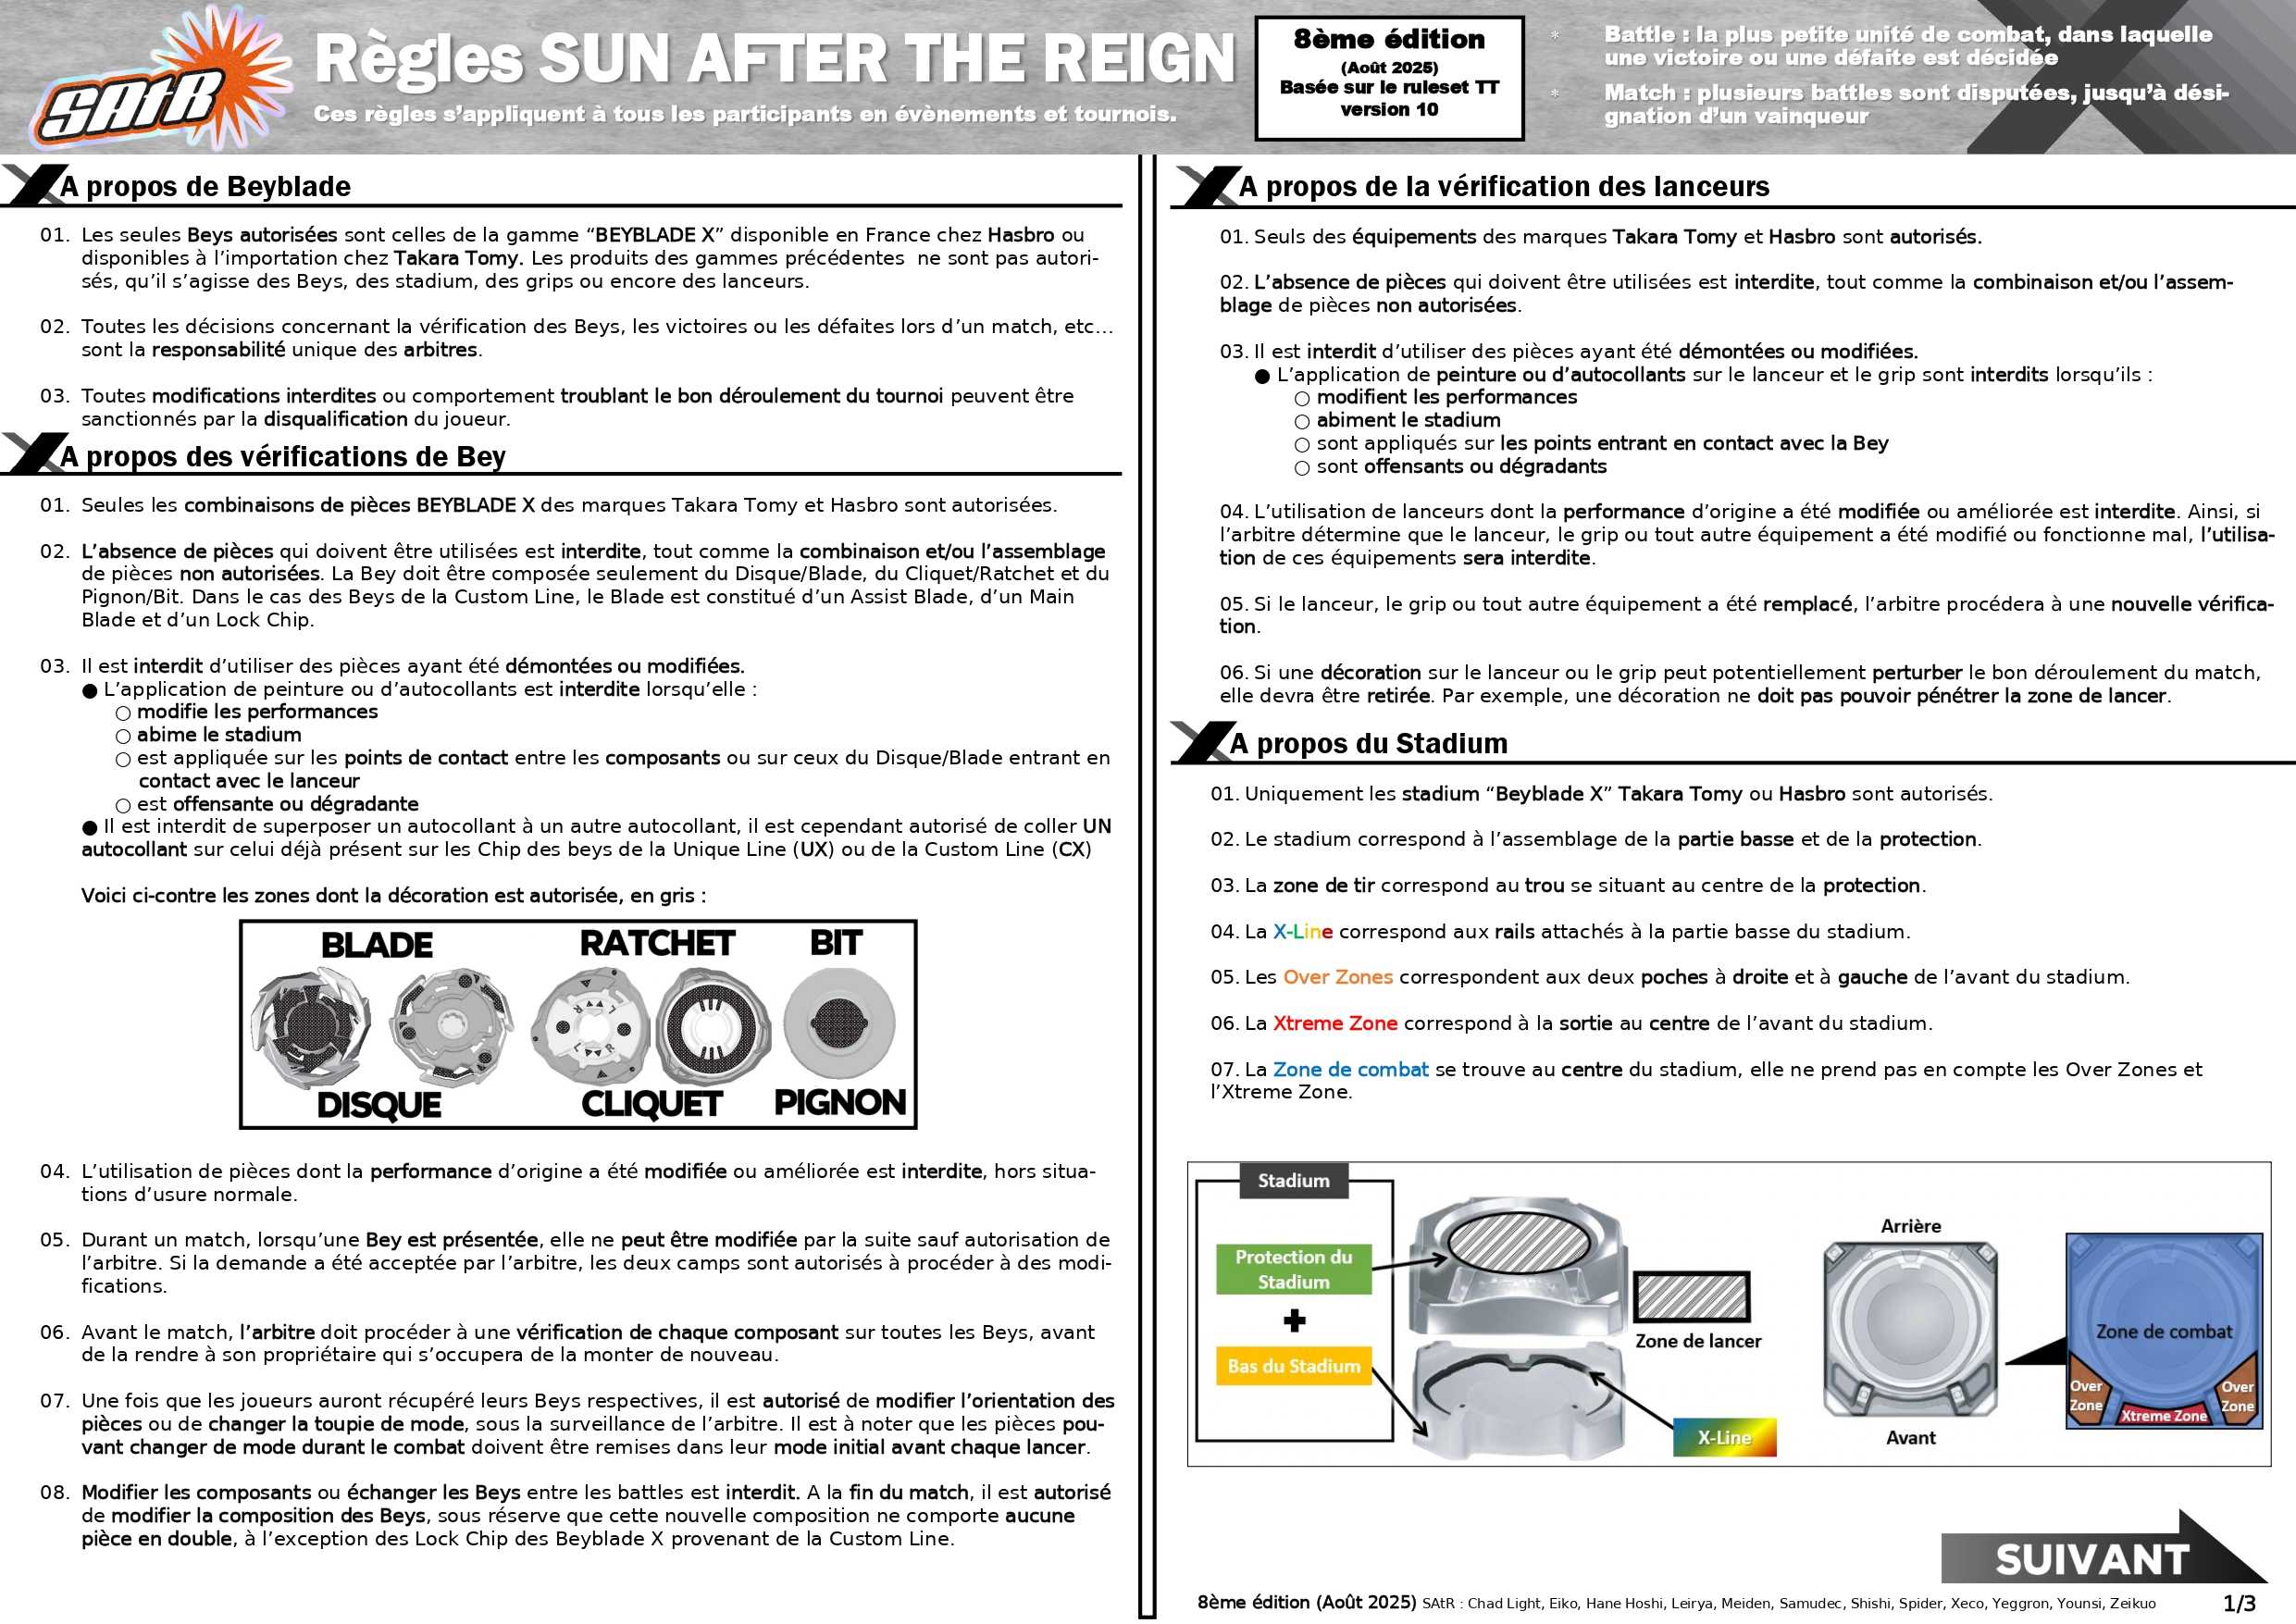 SAtR
Règles SUN AFTER THE REIGN
Ces règles s’appliquent à tous les participants en évènements et tournois.
8ème édition
(Août 2025)
Basée sur le ruleset TT
version 10
* Battle : la plus petite unité de combat, dans laquelle
une victoire ou une défaite est décidée
* Match : plusieurs battles sont disputées, jusqu’à dési-
gnation d’un vainqueur
A propos de Beyblade
01. Les seules Beys autorisées sont celles de la gamme “BEYBLADE X” disponible en France chez Hasbro ou
disponibles à l’importation chez Takara Tomy. Les produits des gammes précédentes ne sont pas autori-
sés, qu’il s’agisse des Beys, des stadium, des grips ou encore des lanceurs.
02. Toutes les décisions concernant la vérification des Beys, les victoires ou les défaites lors d’un match, etc…
sont la responsabilité unique des arbitres.
03. Toutes modifications interdites ou comportement troublant le bon déroulement du tournoi peuvent être
sanctionnés par la disqualification du joueur.
A propos des vérifications de Bey
01. Seules les combinaisons de pièces BEYBLADE X des marques Takara Tomy et Hasbro sont autorisées.
02. L’absence de pièces qui doivent être utilisées est interdite, tout comme la combinaison et/ou l’assemblage
de pièces non autorisées. La Bey doit être composée seulement du Disque/Blade, du Cliquet/Ratchet et du
Pignon/Bit. Dans le cas des Beys de la Custom Line, le Blade est constitué d’un Assist Blade, d’un Main
Blade et d’un Lock Chip.
03. Il est interdit d’utiliser des pièces ayant été démontées ou modifiées.
● L’application de peinture ou d’autocollants est interdite lorsqu’elle :
○ modifie les performances
○ abime le stadium
○ est appliquée sur les points de contact entre les composants ou sur ceux du Disque/Blade entrant en
contact avec le lanceur
○ est offensante ou dégradante
● Il est interdit de superposer un autocollant à un autre autocollant, il est cependant autorisé de coller UN
autocollant sur celui déjà présent sur les Chip des beys de la Unique Line (UX) ou de la Custom Line (CX)
Voici ci-contre les zones dont la décoration est autorisée, en gris :
BLADE RATCHET BIT
R L
L R
DISQUE CLIQUET PIGNON
04. L’utilisation de pièces dont la performance d’origine a été modifiée ou améliorée est interdite, hors situa-
tions d’usure normale.
05. Durant un match, lorsqu’une Bey est présentée, elle ne peut être modifiée par la suite sauf autorisation de
l’arbitre. Si la demande a été acceptée par l’arbitre, les deux camps sont autorisés à procéder à des modi-
fications.
06. Avant le match, l’arbitre doit procéder à une vérification de chaque composant sur toutes les Beys, avant
de la rendre à son propriétaire qui s’occupera de la monter de nouveau.
07. Une fois que les joueurs auront récupéré leurs Beys respectives, il est autorisé de modifier l’orientation des
pièces ou de changer la toupie de mode, sous la surveillance de l’arbitre. Il est à noter que les pièces pou-
vant changer de mode durant le combat doivent être remises dans leur mode initial avant chaque lancer.
08. Modifier les composants ou échanger les Beys entre les battles est interdit. A la fin du match, il est autorisé
de modifier la composition des Beys, sous réserve que cette nouvelle composition ne comporte aucune
pièce en double, à l’exception des Lock Chip des Beyblade X provenant de la Custom Line.
A propos de la vérification des lanceurs
01. Seuls des équipements des marques Takara Tomy et Hasbro sont autorisés.
02. L’absence de pièces qui doivent être utilisées est interdite, tout comme la combinaison et/ou l’assem-
blage de pièces non autorisées.
03. Il est interdit d’utiliser des pièces ayant été démontées ou modifiées.
● L’application de peinture ou d’autocollants sur le lanceur et le grip sont interdits lorsqu’ils :
○ modifient les performances
○ abiment le stadium
○ sont appliqués sur les points entrant en contact avec la Bey
○ sont offensants ou dégradants
04. L’utilisation de lanceurs dont la performance d’origine a été modifiée ou améliorée est interdite. Ainsi, si
l’arbitre détermine que le lanceur, le grip ou tout autre équipement a été modifié ou fonctionne mal, l’utilisa-
tion de ces équipements sera interdite.
05. Si le lanceur, le grip ou tout autre équipement a été remplacé, l’arbitre procédera à une nouvelle vérifica-
tion.
06. Si une décoration sur le lanceur ou le grip peut potentiellement perturber le bon déroulement du match,
elle devra être retirée. Par exemple, une décoration ne doit pas pouvoir pénétrer la zone de lancer.
A propos du Stadium
01. Uniquement les stadium “Beyblade X” Takara Tomy ou Hasbro sont autorisés.
02. Le stadium correspond à l’assemblage de la partie basse et de la protection.
03. La zone de tir correspond au trou se situant au centre de la protection.
04. La X-Line correspond aux rails attachés à la partie basse du stadium.
05. Les Over Zones correspondent aux deux poches à droite et à gauche de l’avant du stadium.
06. La Xtreme Zone correspond à la sortie au centre de l’avant du stadium.
07. La Zone de combat se trouve au centre du stadium, elle ne prend pas en compte les Over Zones et
l’Xtreme Zone.
Stadium
Protection du
Stadium
+
Bas du Stadium
Zone de lancer
X-Line
Arrière
Avant
Zone de combat
Over
Zone
Xtreme Zone
Over
Zone
SUIVANT
8ème édition (Août 2025) SAtR : Chad Light, Eiko, Hane Hoshi, Leirya, Meiden, Samudec, Shishi, Spider, Xeco, Yeggron, Younsi, Zeikuo 1/3